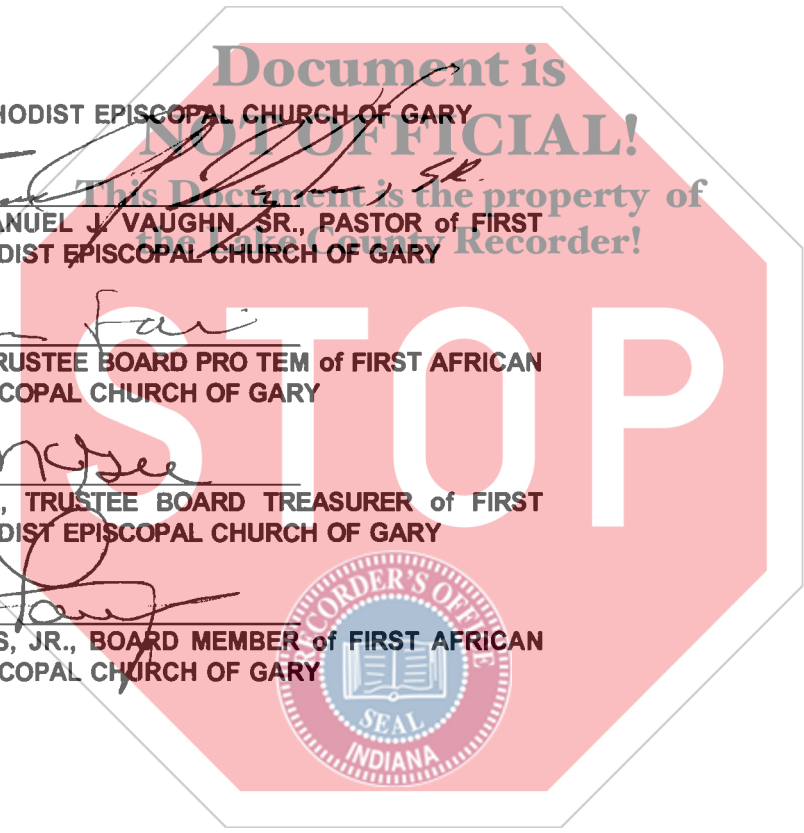 Document is
HODIST EPISCOPAL CHURCH OF GARY
NOT OFFICIAL!
, SR.
This Document is the property of
ANUEL J. VAUGHN, SR., PASTOR of FIRST
the Lake County Recorder!
DIST EPISCOPAL CHURCH OF GARY
RUSTEE BOARD PRO TEM of FIRST AFRICAN
COPAL CHURCH OF GARY
STOP
, TRUSTEE BOARD TREASURER of FIRST
DIST EPISCOPAL CHURCH OF GARY
S, JR., BOARD MEMBER of FIRST AFRICAN
COPAL CHURCH OF GARY
RECORDER'S OFFICE
SEAL
INDIANA